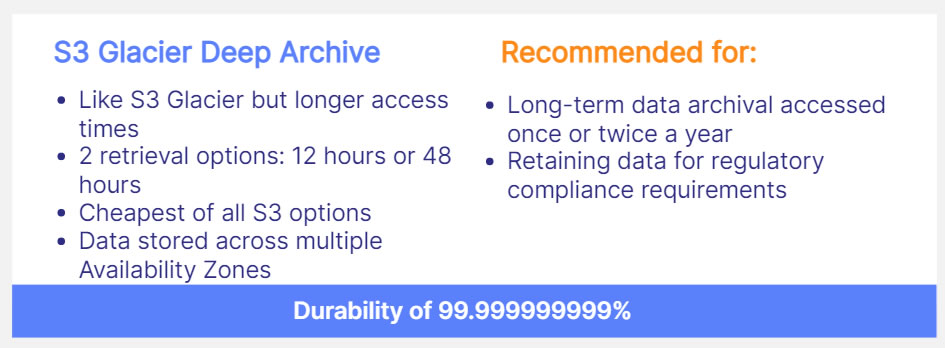 S3 Glacier Deep Archive
• Like S3 Glacier but longer access
times
• 2 retrieval options: 12 hours or 48
hours
• Cheapest of all S3 options
• Data stored across multiple
Availability Zones
Recommended for:
• Long-term data archival accessed
once or twice a year
• Retaining data for regulatory
compliance requirements
Durability of 99.999999999%